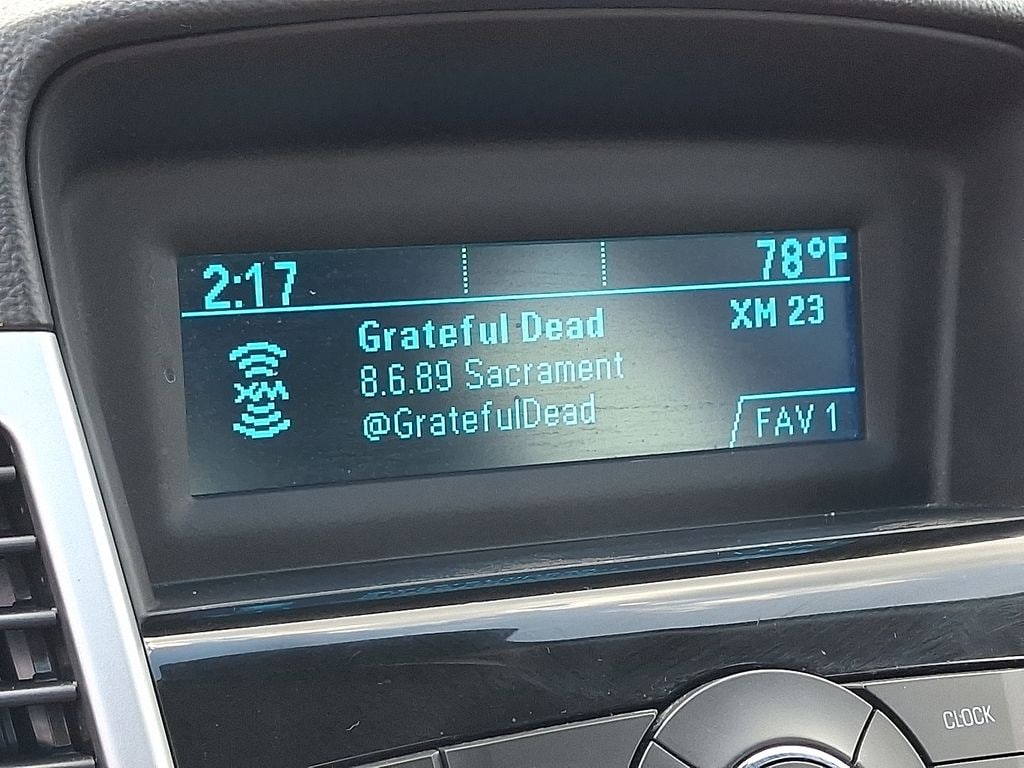 2:17 78°F
Grateful Dead XM 23
8.6.89 Sacrament
XM
@GratefulDead
FAV 1
CLOCK